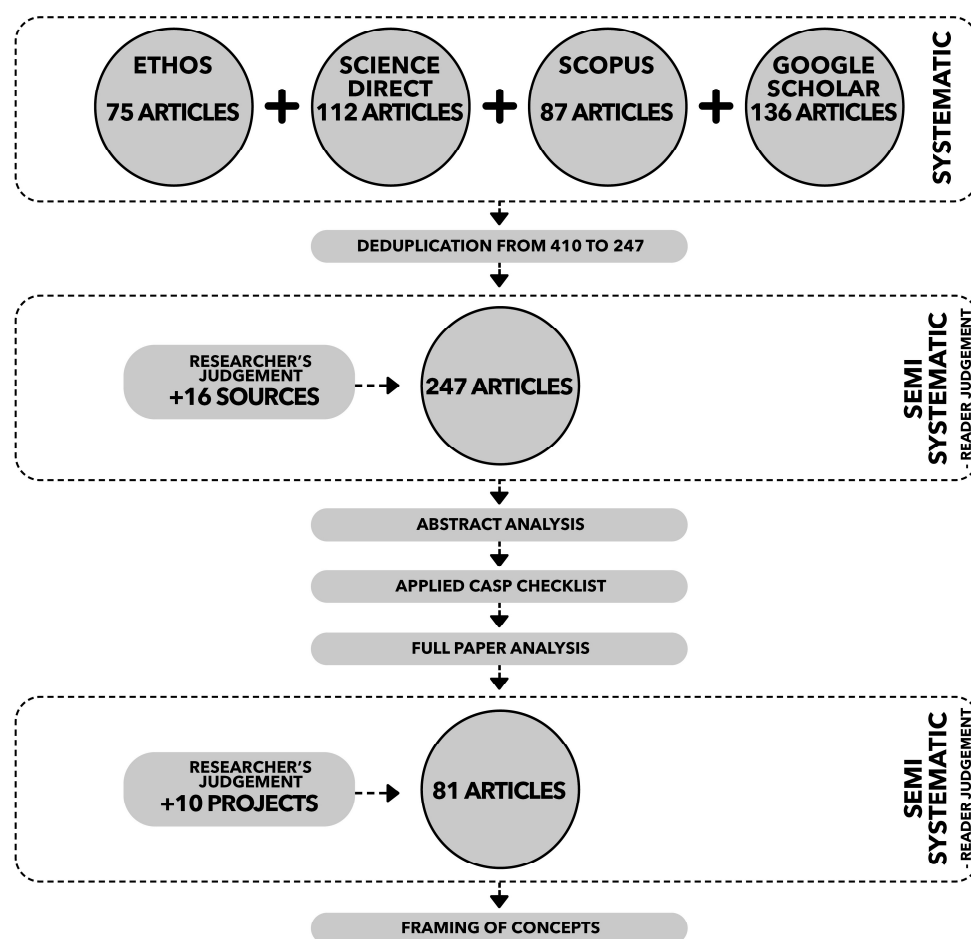 ETHOS
75 ARTICLES
+
SCIENCE
DIRECT
112 ARTICLES
+
SCOPUS
87 ARTICLES
+
GOOGLE
SCHOLAR
136 ARTICLES
SYSTEMATIC
DEDUPLICATION FROM 410 TO 247
RESEARCHER'S
JUDGEMENT
+16 SOURCES
247 ARTICLES
SEMI
SYSTEMATIC
- READER JUDGEMENT
ABSTRACT ANALYSIS
APPLIED CASP CHECKLIST
FULL PAPER ANALYSIS
RESEARCHER'S
JUDGEMENT
+10 PROJECTS
81 ARTICLES
SEMI
SYSTEMATIC
- READER JUDGEMENT
FRAMING OF CONCEPTS